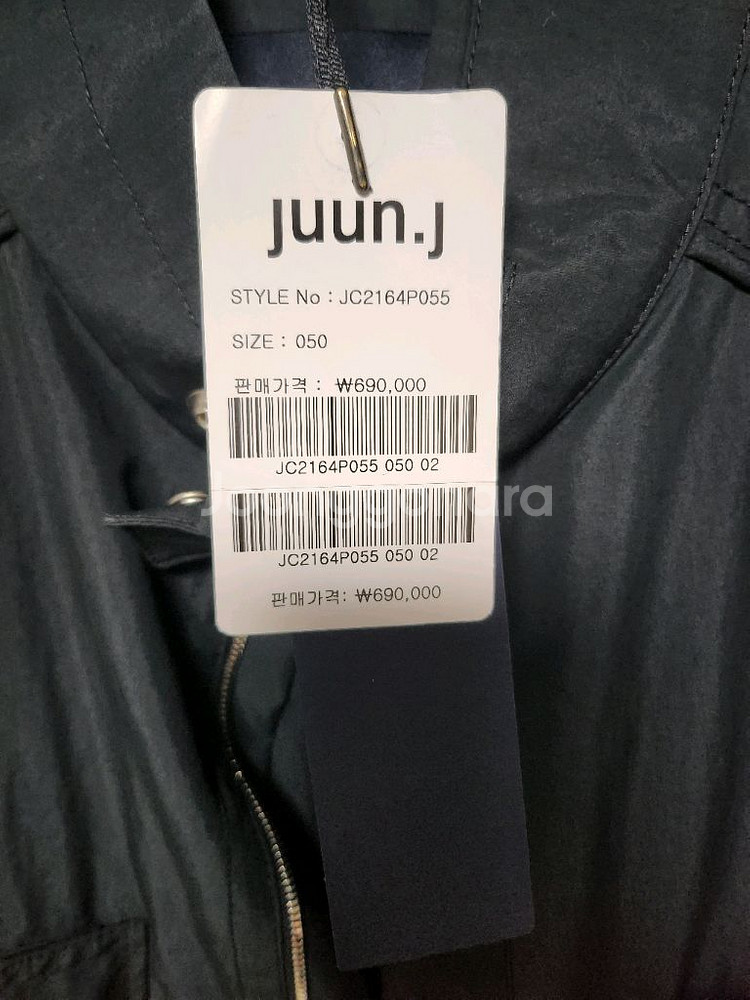 juun.j
STYLE No : JC2164P055
SIZE : 050
판매가격 : ₩690,000
JC2164P055 050 02
Joonggonara
JC2164P055 050 02
판매가격: ₩690,000